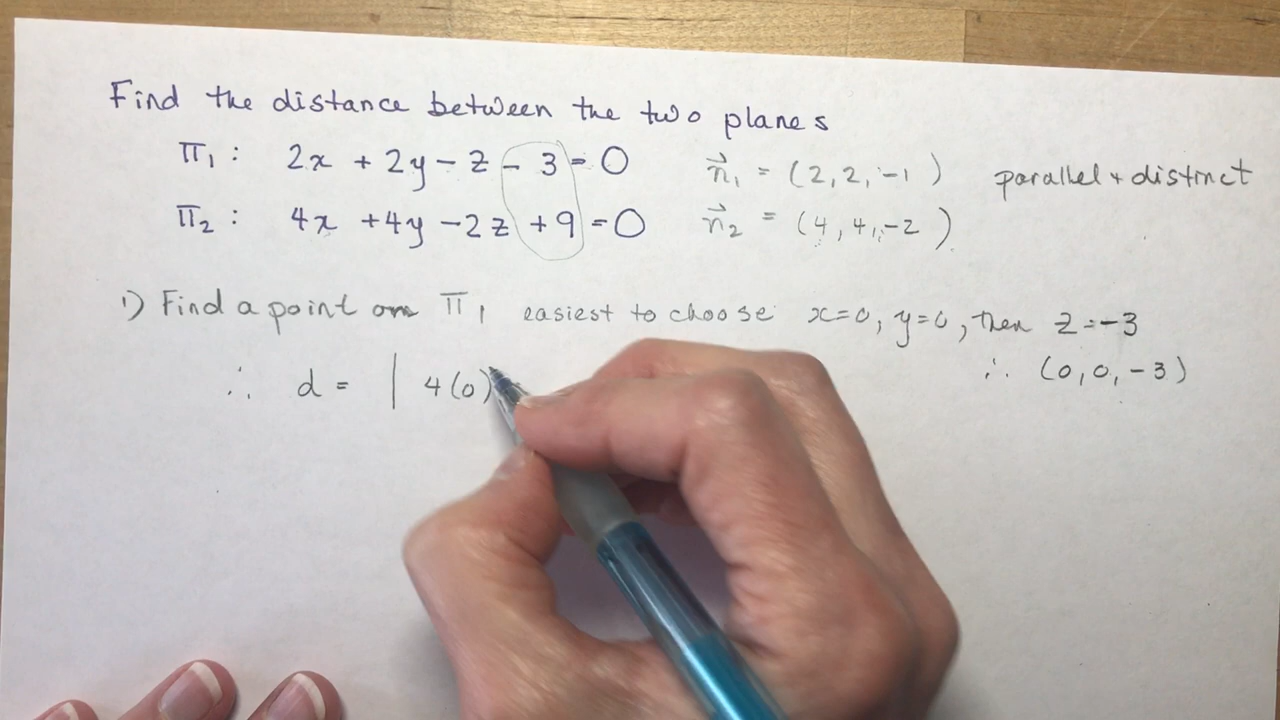 Find the distance between the two planes
π₁ : 2x + 2y - z - 3 = 0 n⃗₁ = (2, 2, -1) parallel + distinct
π₂ : 4x + 4y - 2z + 9 = 0 n⃗₂ = (4, 4, -2)
1) Find a point on π₁ easiest to choose x=0, y=0, then z=-3
∴ (0, 0, -3)
∴ d = | 4(0)